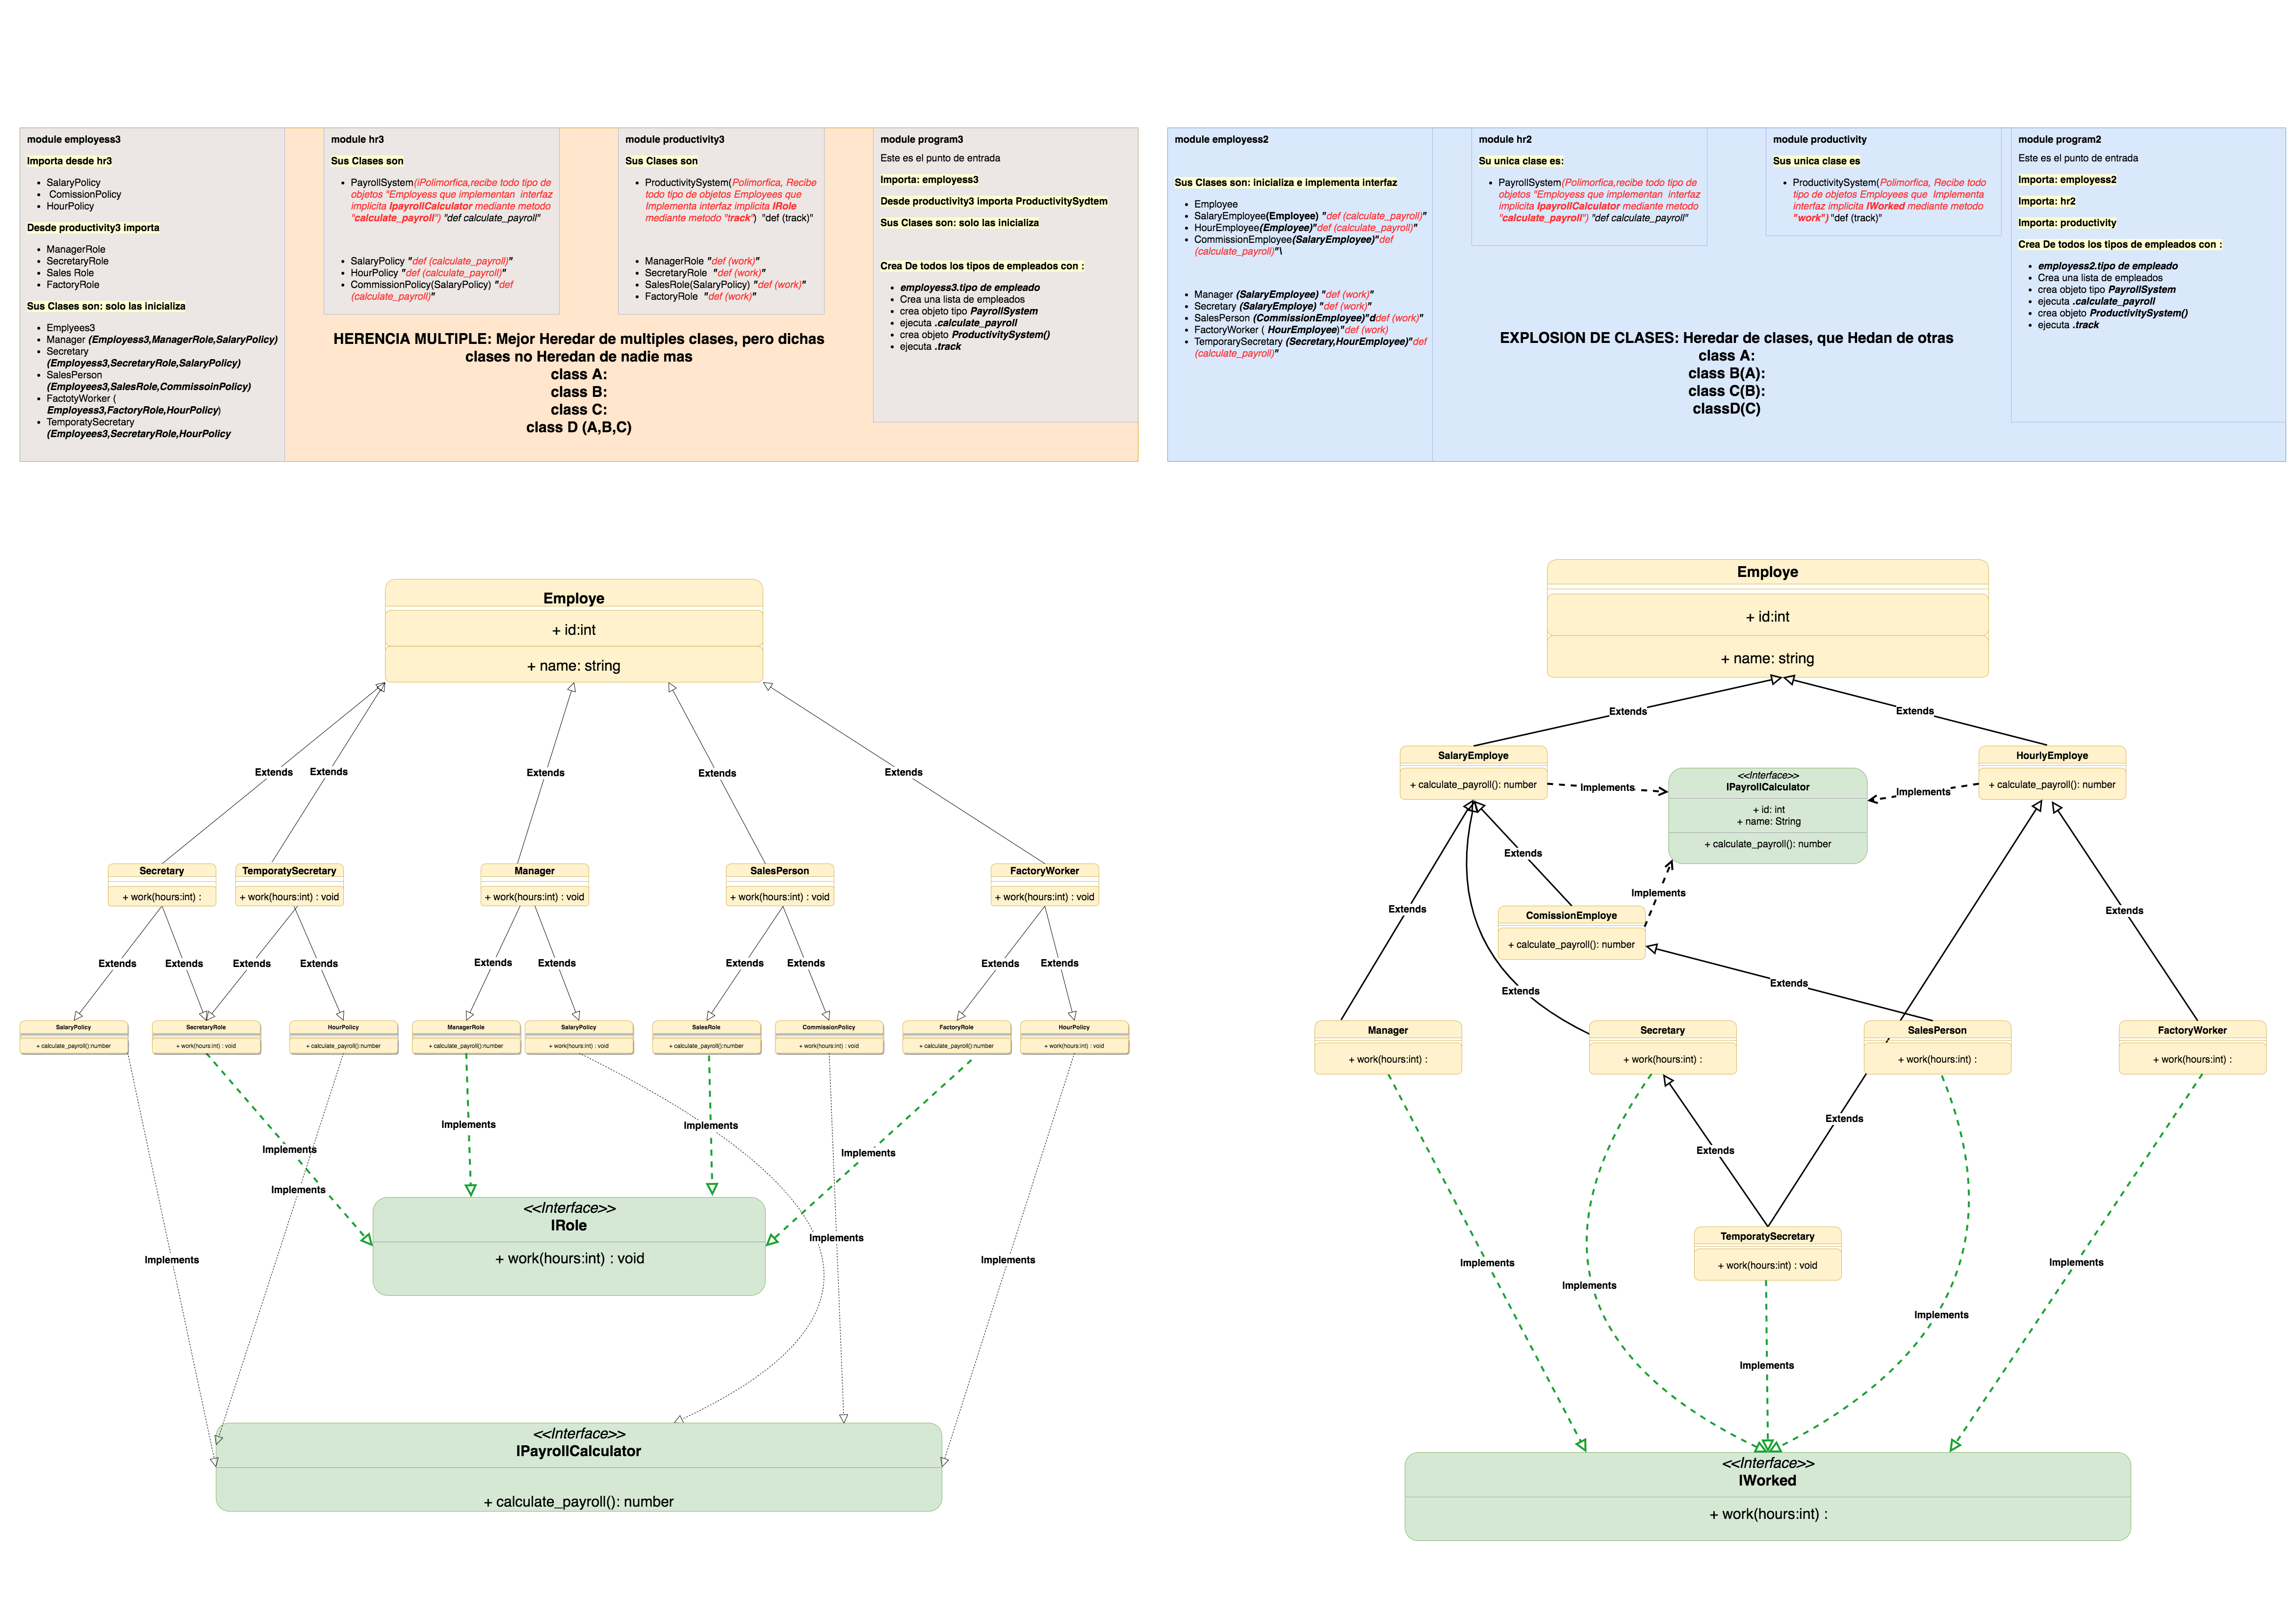 module employess3
Importa desde hr3
SalaryPolicy
ComissionPolicy
HourPolicy
Desde productivity3 importa
ManagerRole
SecretaryRole
Sales Role
FactoryRole
Sus Clases son: solo las inicializa
Emplyees3
Manager (Employess3,ManagerRole,SalaryPolicy)
Secretary
(Employess3,SecretaryRole,SalaryPolicy)
SalesPerson
(Employees3,SalesRole,CommissoinPolicy)
FactotyWorker (
Employess3,FactoryRole,HourPolicy)
TemporatySecretary
(Employees3,SecretaryRole,HourPolicy
module hr3
Sus Clases son
PayrollSystem(iPolimorfica,recibe todo tipo de
objetos "Employess que implementan interfaz
implicita IpayrollCalculator mediante metodo
"calculate_payroll") "def calculate_payroll"
SalaryPolicy "def (calculate_payroll)"
HourPolicy "def (calculate_payroll)"
CommissionPolicy(SalaryPolicy) "def
(calculate_payroll)"
module productivity3
Sus Clases son
ProductivitySystem(Polimorfica, Recibe
todo tipo de objetos Employees que
Implementa interfaz implicita IRole
mediante metodo "track") "def (track)"
ManagerRole "def (work)"
SecretaryRole "def (work)"
SalesRole(SalaryPolicy) "def (work)"
FactoryRole "def (work)"
HERENCIA MULTIPLE: Mejor Heredar de multiples clases, pero dichas
clases no Heredan de nadie mas
class A:
class B:
class C:
class D (A,B,C)
module program3
Este es el punto de entrada
Importa: employess3
Desde productivity3 importa ProductivitySydtem
Sus Clases son: solo las inicializa
Crea De todos los tipos de empleados con :
employess3.tipo de empleado
Crea una lista de empleados
crea objeto tipo PayrollSystem
ejecuta .calculate_payroll
crea objeto ProductivitySystem()
ejecuta .track
module employess2
Sus Clases son: inicializa e implementa interfaz
Employee
SalaryEmployee(Employee) "def (calculate_payroll)"
HourEmployee(Employee)"def (calculate_payroll)"
CommissionEmployee(SalaryEmployee)"def
(calculate_payroll)"\
Manager (SalaryEmployee) "def (work)"
Secretary (SalaryEmploye) "def (work)"
SalesPerson (CommissionEmployee)"ddef (work)"
FactoryWorker ( HourEmployee)"def (work)
TemporarySecretary (Secretary,HourEmployee)"def
(calculate_payroll)"
module hr2
Su unica clase es:
PayrollSystem(Polimorfica,recibe todo tipo de
objetos "Employess que implementan interfaz
implicita IpayrollCalculator mediante metodo
"calculate_payroll") "def calculate_payroll"
module productivity
Sus unica clase es
ProductivitySystem(Polimorfica, Recibe todo
tipo de objetos Employees que Implementa
interfaz implicita IWorked mediante metodo
"work") "def (track)"
EXPLOSION DE CLASES: Heredar de clases, que Hedan de otras
class A:
class B(A):
class C(B):
classD(C)
module program2
Este es el punto de entrada
Importa: employess2
Importa: hr2
Importa: productivity
Crea De todos los tipos de empleados con :
employess2.tipo de empleado
Crea una lista de empleados
crea objeto tipo PayrollSystem
ejecuta .calculate_payroll
crea objeto ProductivitySystem()
ejecuta .track
Employe
+ id:int
+ name: string
Extends
Extends
Extends
Extends
Extends
Secretary
+ work(hours:int) :
TemporatySecretary
+ work(hours:int) : void
Manager
+ work(hours:int) : void
SalesPerson
+ work(hours:int) : void
FactoryWorker
+ work(hours:int) : void
Extends
Extends
Extends
Extends
Extends
Extends
Extends
Extends
Extends
Extends
SalaryPolicy
+ calculate_payroll():number
SecretaryRole
+ work(hours:int) : void
HourPolicy
+ calculate_payroll():number
ManagerRole
+ calculate_payroll():number
SalaryPolicy
+ work(hours:int) : void
SalesRole
+ calculate_payroll():number
CommissionPolicy
+ work(hours:int) : void
FactoryRole
+ calculate_payroll():number
HourPolicy
+ work(hours:int) : void
Implements
Implements
Implements
Implements
Implements
Implements
Implements
Implements
<<Interface>>
IRole
+ work(hours:int) : void
<<Interface>>
IPayrollCalculator
+ calculate_payroll(): number
Employe
+ id:int
+ name: string
Extends
Extends
SalaryEmploye
+ calculate_payroll(): number
Implements
<<Interface>>
IPayrollCalculator
+ id: int
+ name: String
+ calculate_payroll(): number
Implements
HourlyEmploye
+ calculate_payroll(): number
Extends
Implements
Extends
Extends
ComissionEmploye
+ calculate_payroll(): number
Extends
Extends
Manager
+ work(hours:int) :
Secretary
+ work(hours:int) :
SalesPerson
+ work(hours:int) :
FactoryWorker
+ work(hours:int) :
Extends
Extends
TemporatySecretary
+ work(hours:int) : void
Implements
Implements
Implements
Implements
Implements
<<Interface>>
IWorked
+ work(hours:int) :